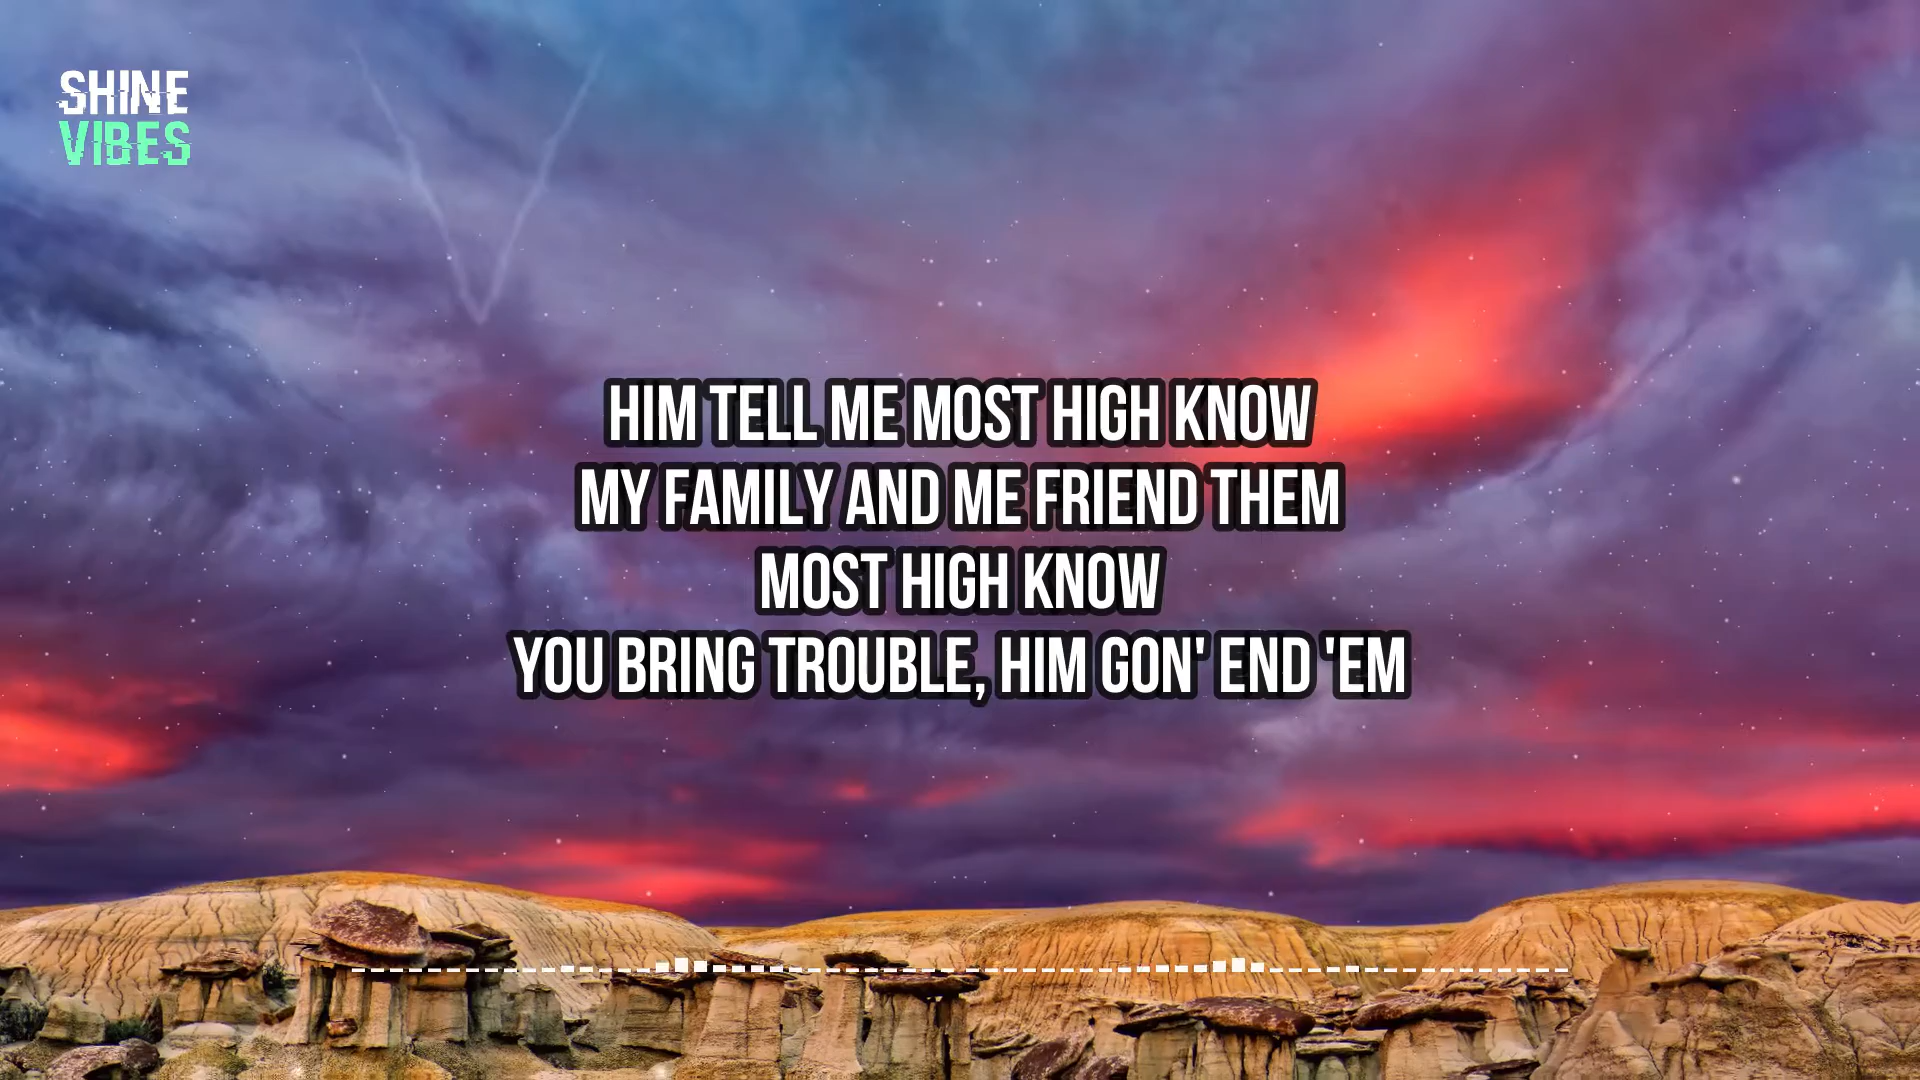 SHINE
VIBES
HIM TELL ME MOST HIGH KNOW
MY FAMILY AND ME FRIEND THEM
MOST HIGH KNOW
YOU BRING TROUBLE, HIM GON' END 'EM